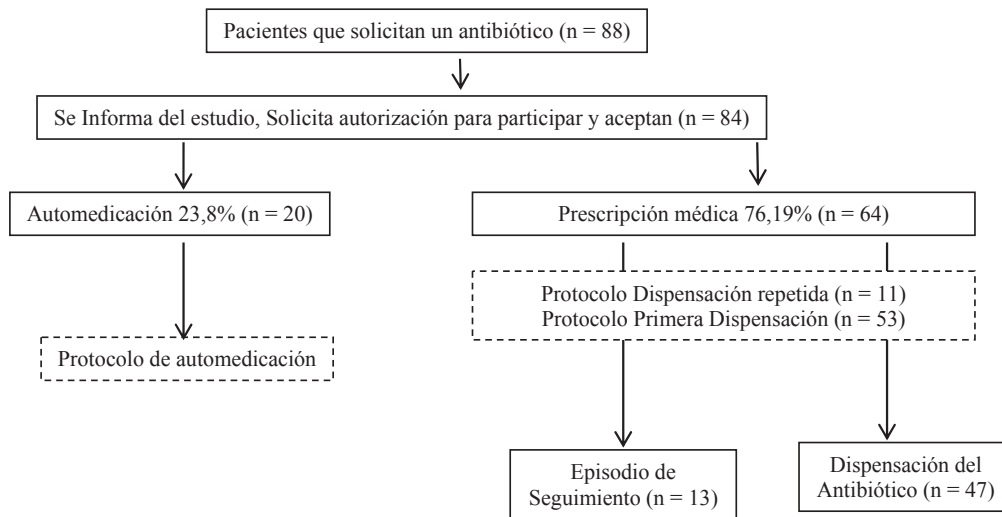 Pacientes que solicitan un antibiótico (n = 88)
Se Informa del estudio, Solicita autorización para participar y aceptan (n = 84)
Automedicación 23,8% (n = 20)
Prescripción médica 76,19% (n = 64)
Protocolo Dispensación repetida (n = 11)
Protocolo Primera Dispensación (n = 53)
Protocolo de automedicación
Episodio de
Seguimiento (n = 13)
Dispensación del
Antibiótico (n = 47)